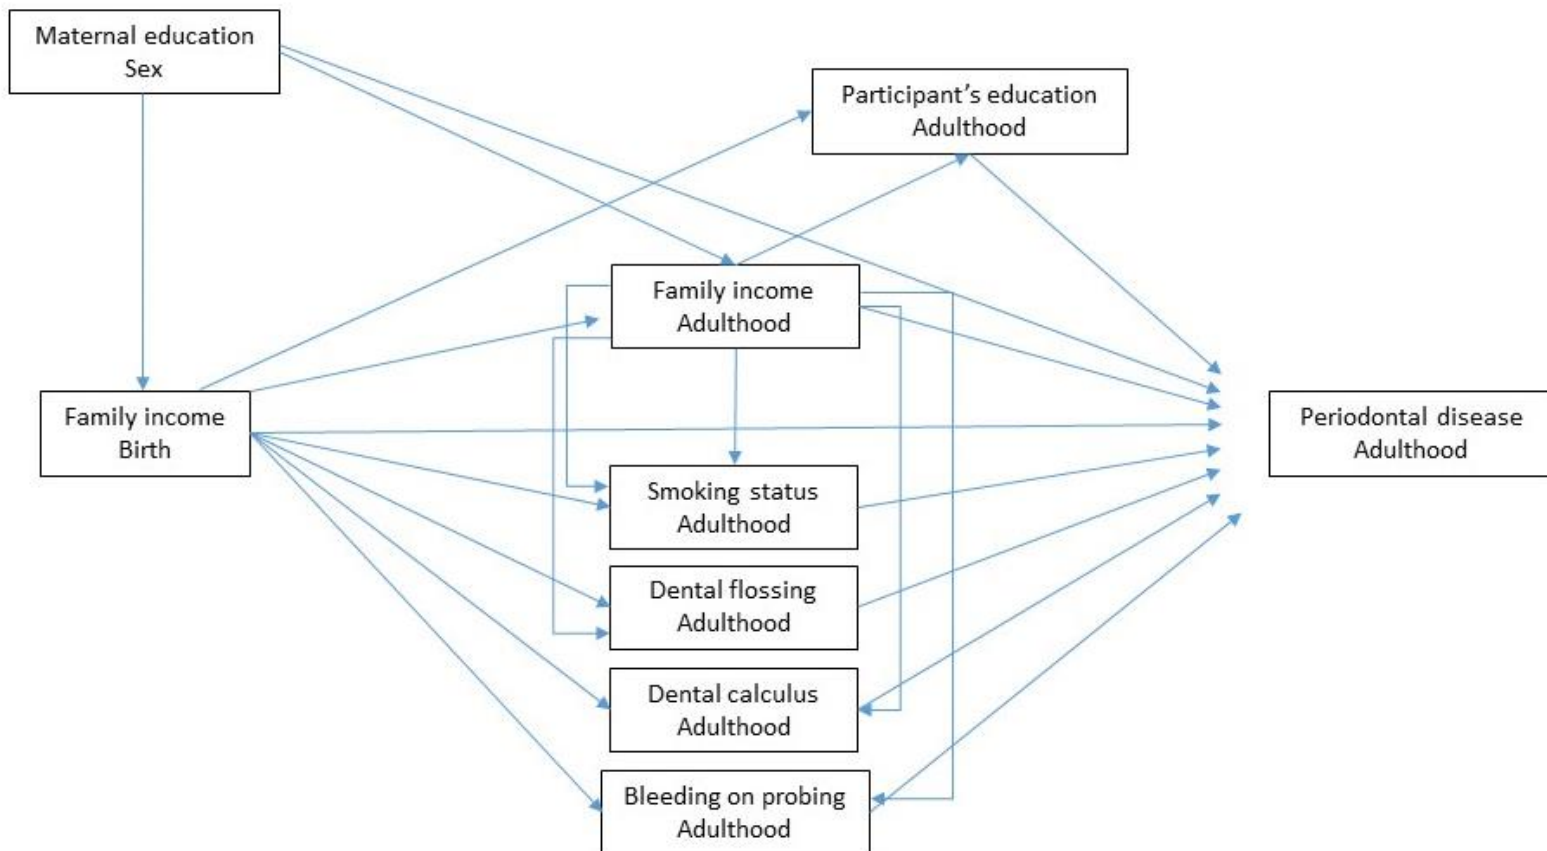 Maternal education
Sex
Participant’s education
Adulthood
Family income
Adulthood
Family income
Birth
Periodontal disease
Adulthood
Smoking status
Adulthood
Dental flossing
Adulthood
Dental calculus
Adulthood
Bleeding on probing
Adulthood